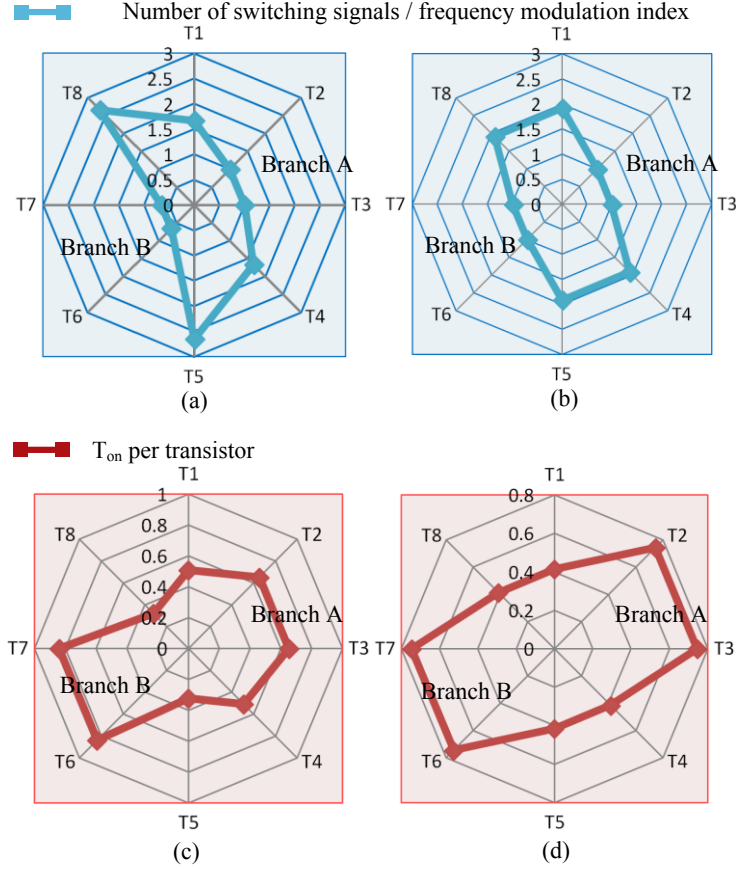 Number of switching signals / frequency modulation index
T1
3
2.5
2
1.5
1
0.5
0
T2
T3
T4
T5
T6
T7
T8
Branch A
Branch B
(a)
T1
3
2.5
2
1.5
1
0.5
0
T2
T3
T4
T5
T6
T7
T8
Branch A
Branch B
(b)
Ton per transistor
T1
1
0.8
0.6
0.4
0.2
0
T2
T3
T4
T5
T6
T7
T8
Branch A
Branch B
(c)
T1
0.8
0.6
0.4
0.2
0
T2
T3
T4
T5
T6
T7
T8
Branch A
Branch B
(d)